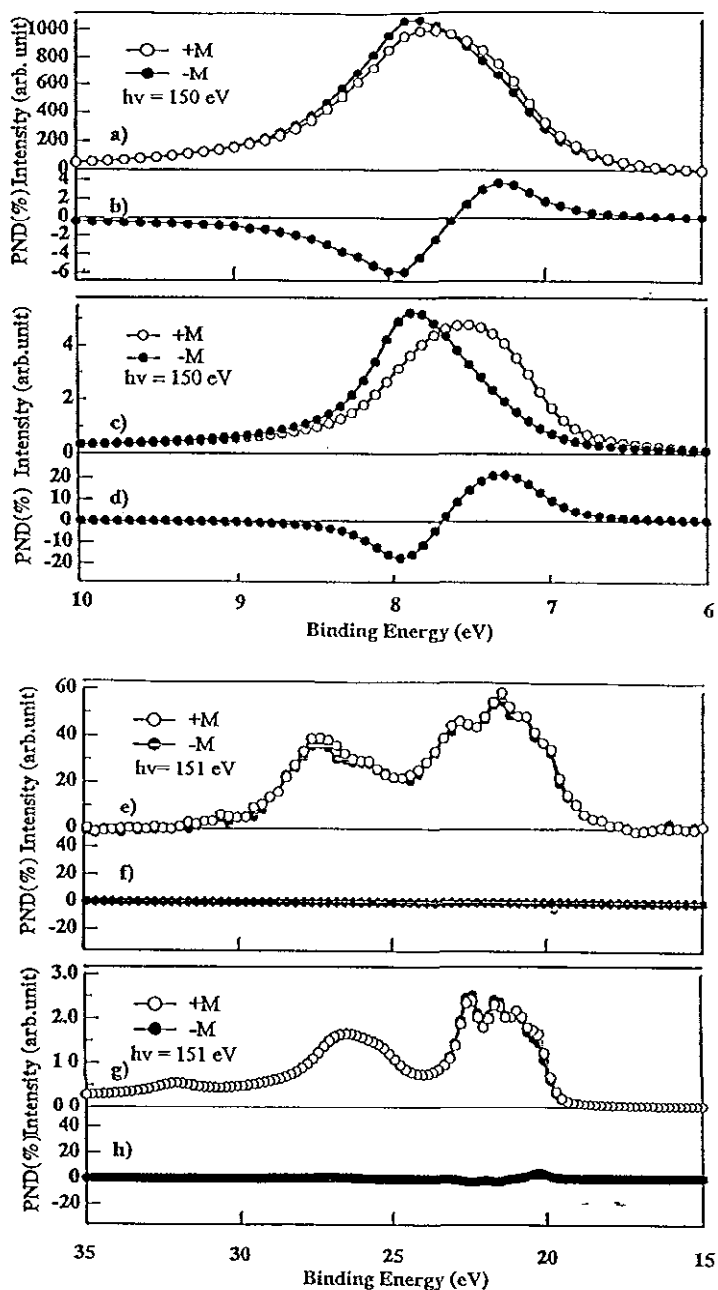 PND(%) Intensity (arb. unit)
1000
800
600
400
200
0
+M
-M
hν = 150 eV
a)
4
2
0
-2
-4
-6
b)
PND(%) Intensity (arb.unit)
4
2
0
+M
-M
hν = 150 eV
c)
20
10
0
-10
-20
d)
10
9
8
7
6
Binding Energy (eV)
PND(%) Intensity (arb.unit)
60
40
20
0
+M
-M
hν= 151 eV
e)
40
20
0
-20
f)
PND(%)Intensity (arb.unit)
3.0
2.0
1 0
0 0
+M
-M
hν = 151 eV
g)
40
20
0
-20
h)
35
30
25
20
15
Binding Energy (eV)